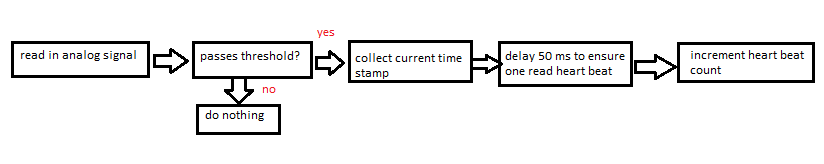 yes
read in analog signal
passes threshold?
collect current time
stamp
delay 50 ms to ensure
one read heart beat
increment heart beat
count
no
do nothing